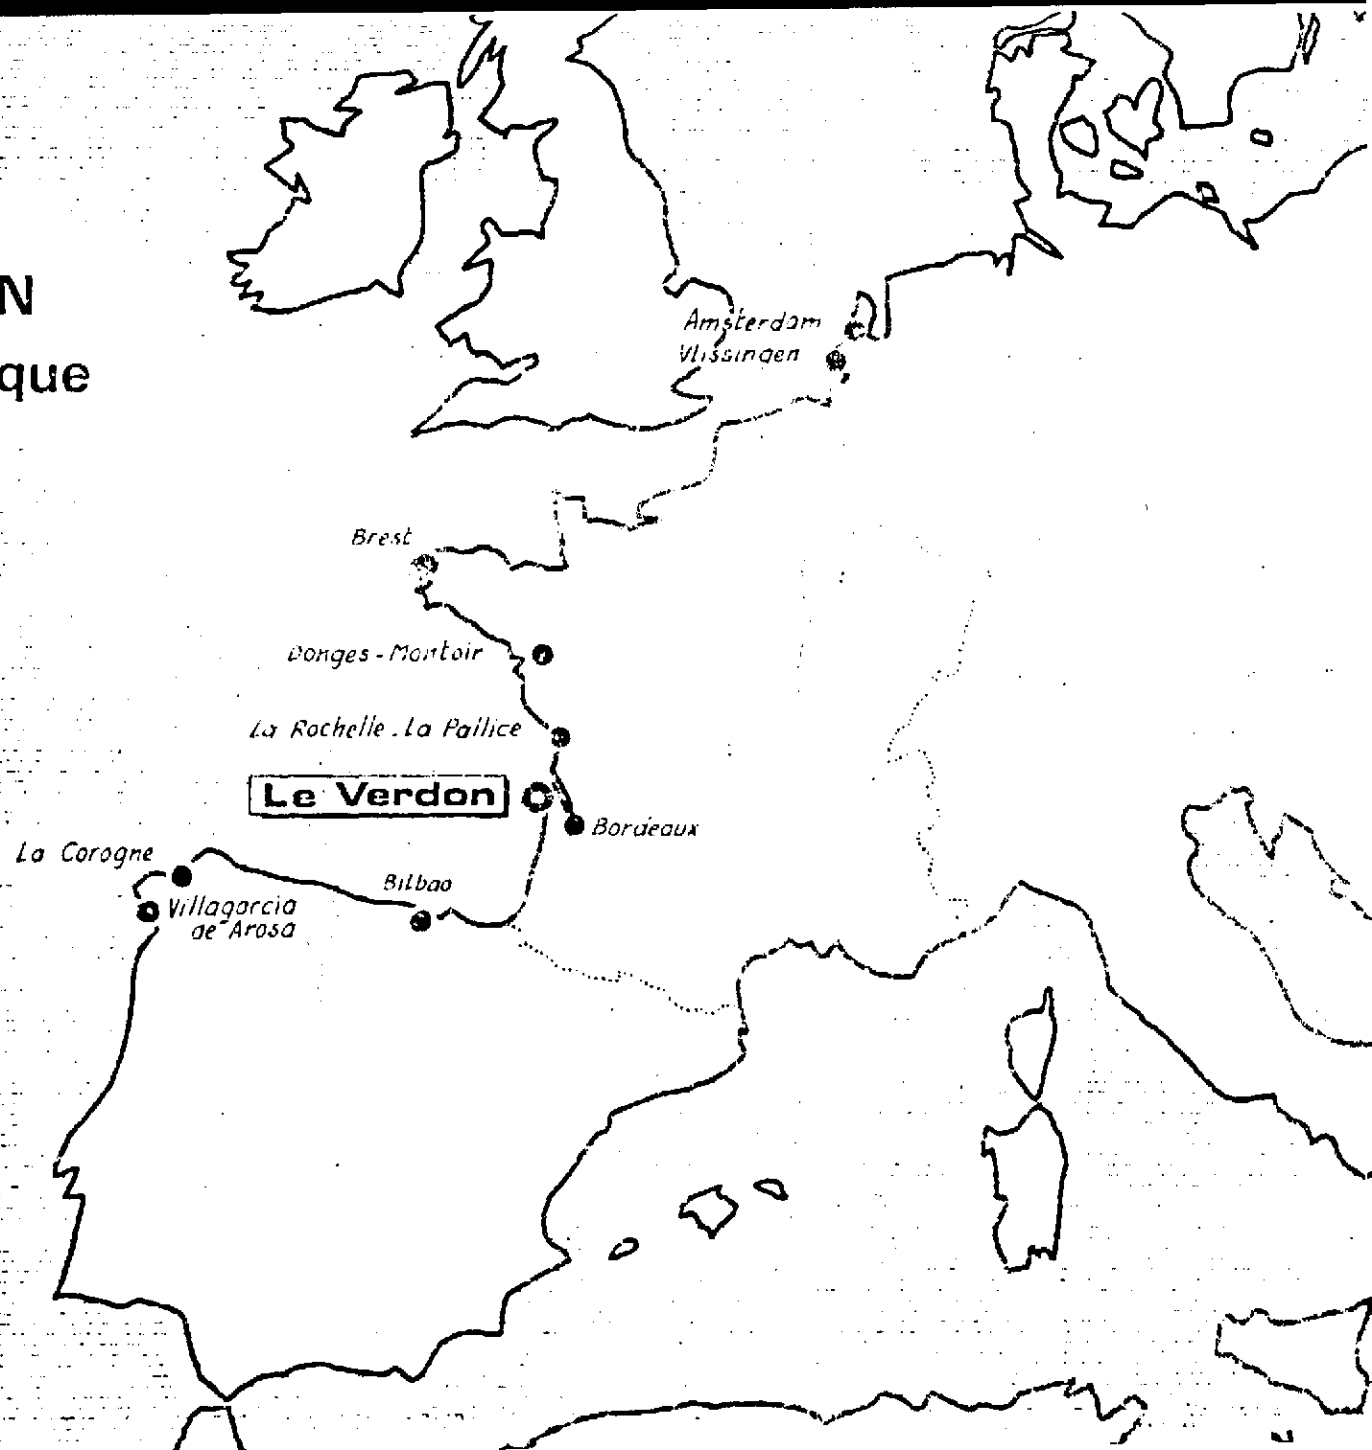 N
que
Amsterdam
Vlissingen
Brest
Donges - Montoir
La Rochelle . La Pallice
Le Verdon
Bordeaux
La Corogne
Bilbao
Villagarcia
de Arosa